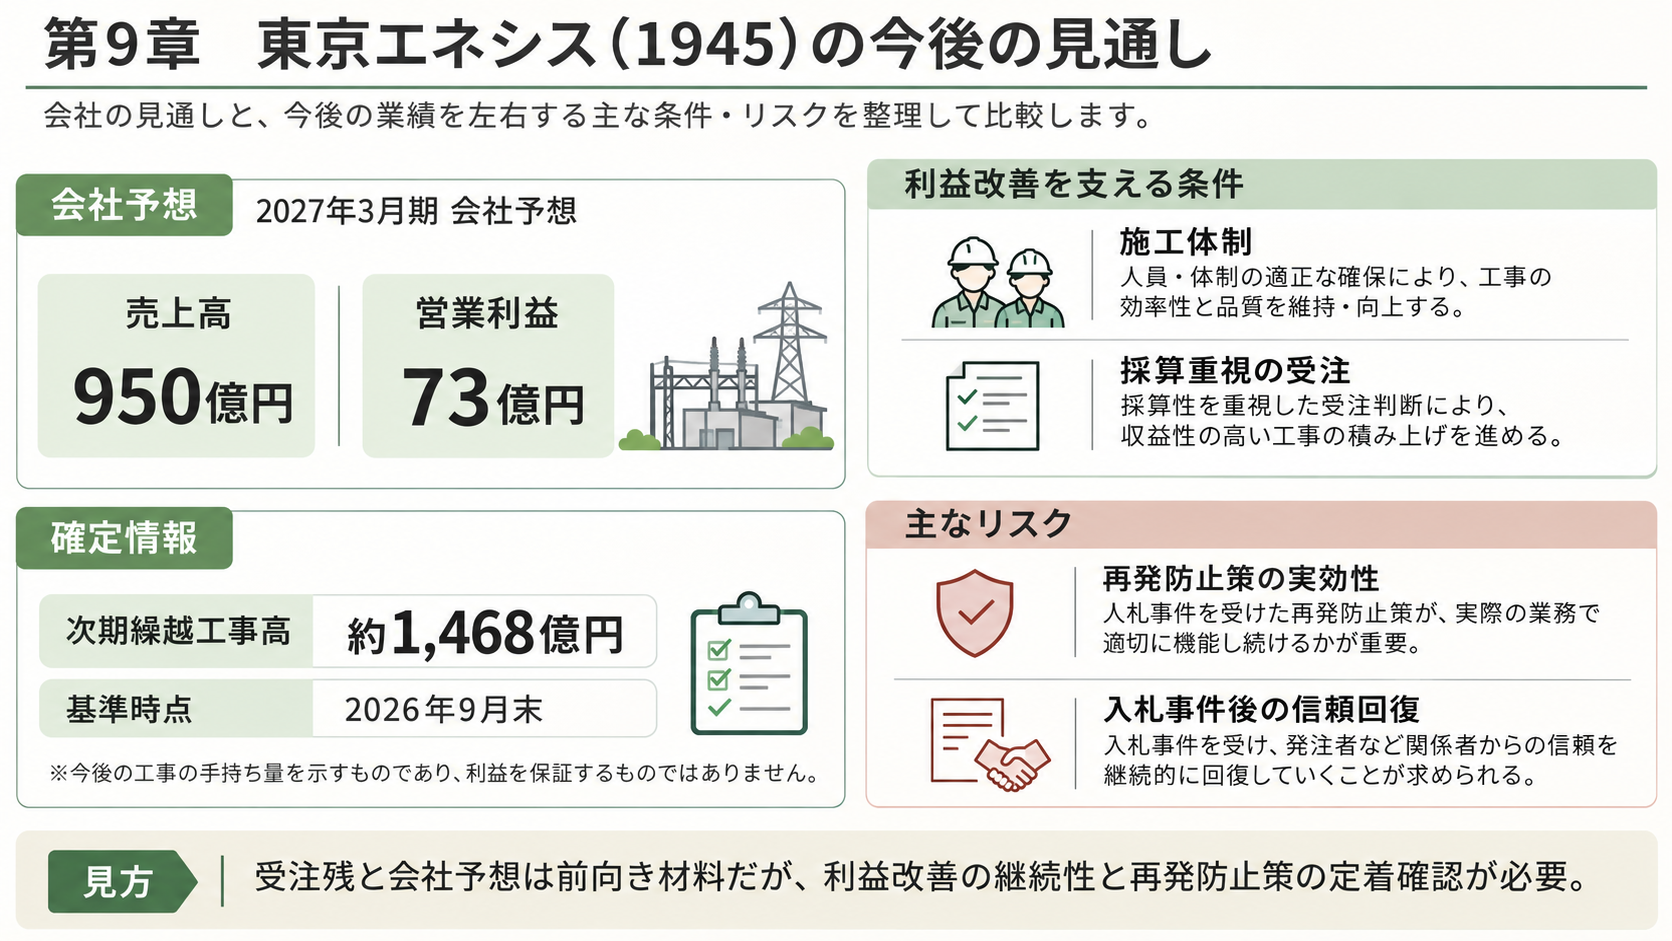 第9章　東京エネシス（1945）の今後の見通し
会社の見通しと、今後の業績を左右する主な条件・リスクを整理して比較します。
会社予想
2027年3月期 会社予想
売上高
950億円
営業利益
73億円
確定情報
次期繰越工事高
約1,468億円
基準時点
2026年9月末
※今後の工事の手持ち量を示すものであり、利益を保証するものではありません。
利益改善を支える条件
施工体制
人員・体制の適正な確保により、工事の
効率性と品質を維持・向上する。
採算重視の受注
採算性を重視した受注判断により、
収益性の高い工事の積み上げを進める。
主なリスク
再発防止策の実効性
入札事件を受けた再発防止策が、実際の業務で
適切に機能し続けるかが重要。
入札事件後の信頼回復
入札事件を受け、発注者など関係者からの信頼を
継続的に回復していくことが求められる。
見方
受注残と会社予想は前向き材料だが、利益改善の継続性と再発防止策の定着確認が必要。